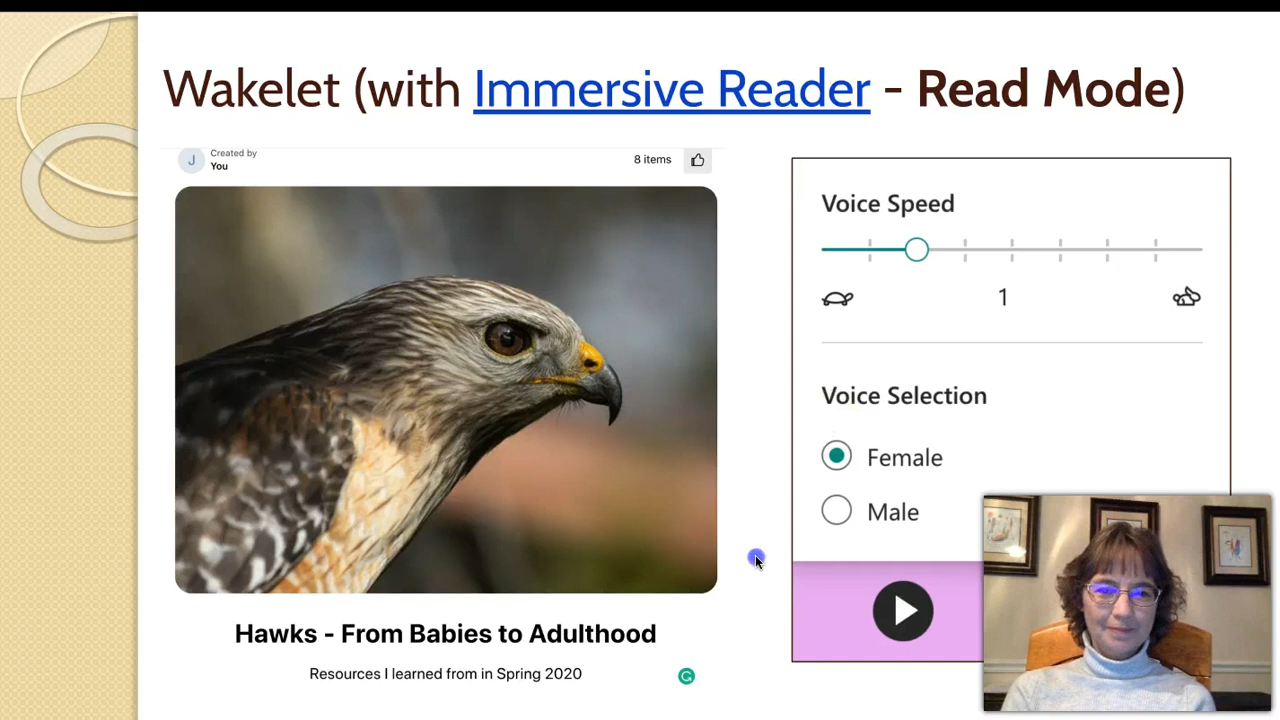 Wakelet (with Immersive Reader - Read Mode)
J
Created by
You
8 items
Hawks - From Babies to Adulthood
Resources I learned from in Spring 2020
G
Voice Speed
1
Voice Selection
Female
Male